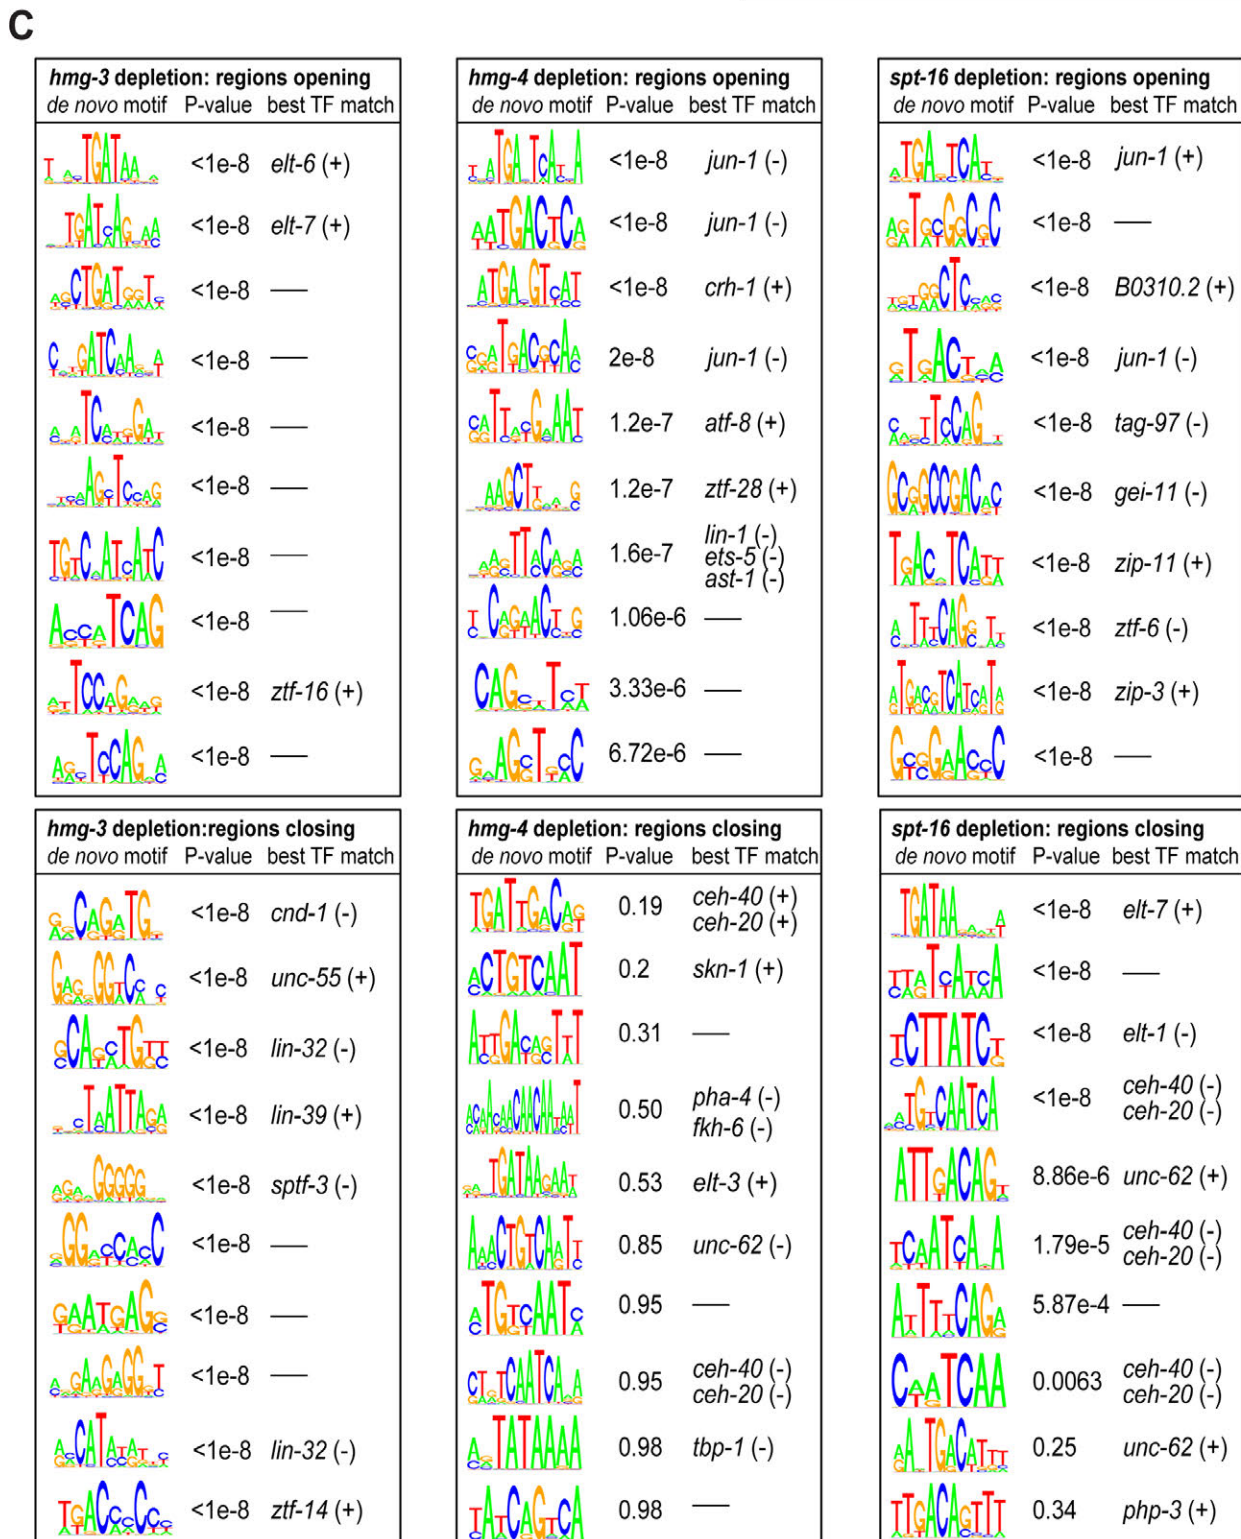 C
hmg-3 depletion: regions opening
de novo motif P-value best TF match
<1e-8 elt-6 (+)
<1e-8 elt-7 (+)
<1e-8 —
<1e-8 —
<1e-8 —
<1e-8 —
<1e-8 —
<1e-8 —
<1e-8 ztf-16 (+)
<1e-8 —
hmg-4 depletion: regions opening
de novo motif P-value best TF match
<1e-8 jun-1 (-)
<1e-8 jun-1 (-)
<1e-8 crh-1 (+)
2e-8 jun-1 (-)
1.2e-7 atf-8 (+)
1.2e-7 ztf-28 (+)
lin-1 (-)
1.6e-7 ets-5 (-)
ast-1 (-)
1.06e-6 —
3.33e-6 —
6.72e-6 —
spt-16 depletion: regions opening
de novo motif P-value best TF match
<1e-8 jun-1 (+)
<1e-8 —
<1e-8 B0310.2 (+)
<1e-8 jun-1 (-)
<1e-8 tag-97 (-)
<1e-8 gei-11 (-)
<1e-8 zip-11 (+)
<1e-8 ztf-6 (-)
<1e-8 zip-3 (+)
<1e-8 —
hmg-3 depletion:regions closing
de novo motif P-value best TF match
<1e-8 cnd-1 (-)
<1e-8 unc-55 (+)
<1e-8 lin-32 (-)
<1e-8 lin-39 (+)
<1e-8 sptf-3 (-)
<1e-8 —
<1e-8 —
<1e-8 —
<1e-8 lin-32 (-)
<1e-8 ztf-14 (+)
hmg-4 depletion: regions closing
de novo motif P-value best TF match
0.19 ceh-40 (+)
ceh-20 (+)
0.2 skn-1 (+)
0.31 —
0.50 pha-4 (-)
fkh-6 (-)
0.53 elt-3 (+)
0.85 unc-62 (-)
0.95 —
0.95 ceh-40 (-)
ceh-20 (-)
0.98 tbp-1 (-)
0.98 —
spt-16 depletion: regions closing
de novo motif P-value best TF match
<1e-8 elt-7 (+)
<1e-8 —
<1e-8 elt-1 (-)
<1e-8 ceh-40 (-)
ceh-20 (-)
8.86e-6 unc-62 (+)
1.79e-5 ceh-40 (-)
ceh-20 (-)
5.87e-4 —
0.0063 ceh-40 (-)
ceh-20 (-)
0.25 unc-62 (+)
0.34 php-3 (+)